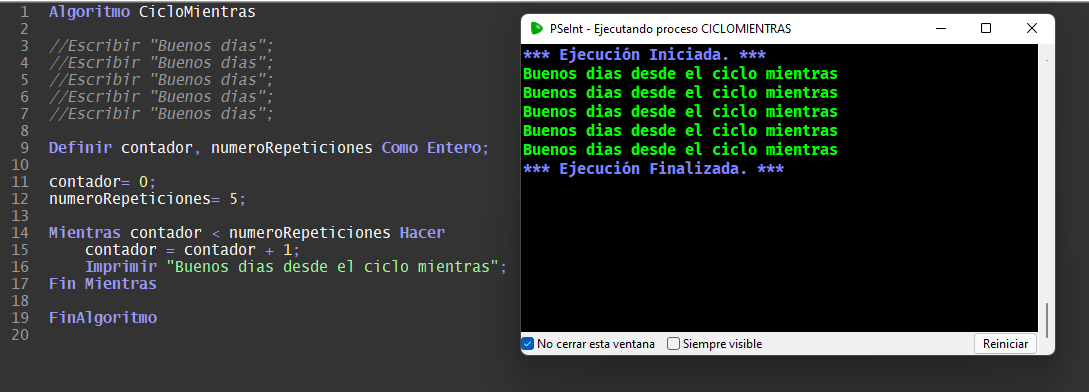 1 Algoritmo CicloMientras
2
3 //Escribir "Buenos dias";
4 //Escribir "Buenos dias";
5 //Escribir "Buenos dias";
6 //Escribir "Buenos dias";
7 //Escribir "Buenos dias";
8
9 Definir contador, numeroRepeticiones Como Entero;
10
11 contador= 0;
12 numeroRepeticiones= 5;
13
14 Mientras contador < numeroRepeticiones Hacer
15 contador = contador + 1;
16 Imprimir "Buenos dias desde el ciclo mientras";
17 Fin Mientras
18
19 FinAlgoritmo
20
PSeInt - Ejecutando proceso CICLOMIENTRAS
*** Ejecución Iniciada. ***
Buenos dias desde el ciclo mientras
Buenos dias desde el ciclo mientras
Buenos dias desde el ciclo mientras
Buenos dias desde el ciclo mientras
Buenos dias desde el ciclo mientras
*** Ejecución Finalizada. ***
No cerrar esta ventana Siempre visible Reiniciar